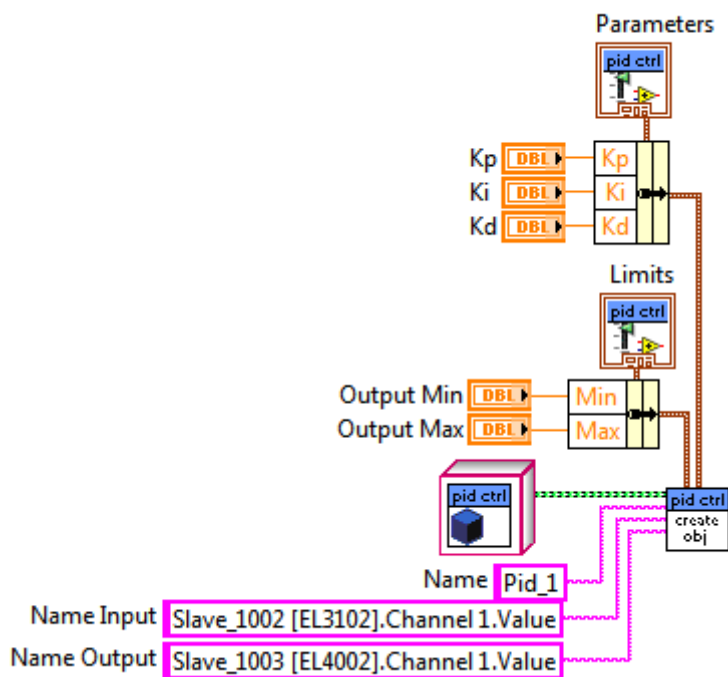 Parameters
pid ctrl
Kp DBL Kp
Ki DBL Ki
Kd DBL Kd
Limits
pid ctrl
Output Min DBL Min
Output Max DBL Max
pid ctrl
pid ctrl
create
obj
Name Pid_1
Name Input Slave_1002 [EL3102].Channel 1.Value
Name Output Slave_1003 [EL4002].Channel 1.Value